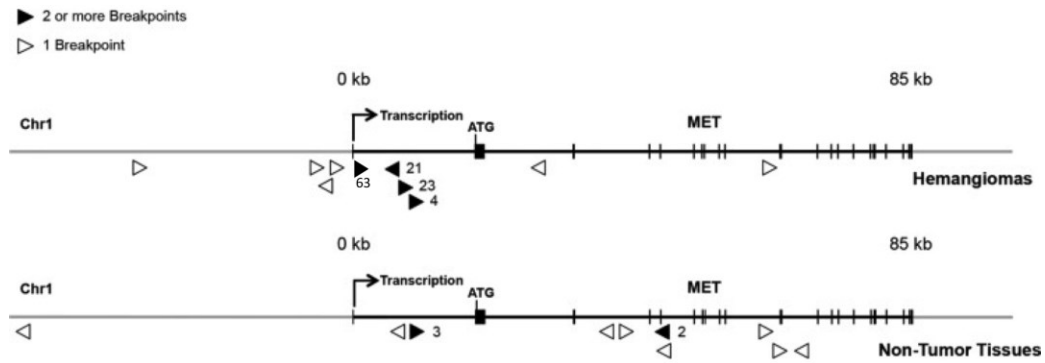 2 or more Breakpoints
1 Breakpoint
0 kb 85 kb
Chr1 Transcription ATG MET
63 21
23
4
Hemangiomas
0 kb 85 kb
Chr1 Transcription ATG MET
3 2
Non-Tumor Tissues